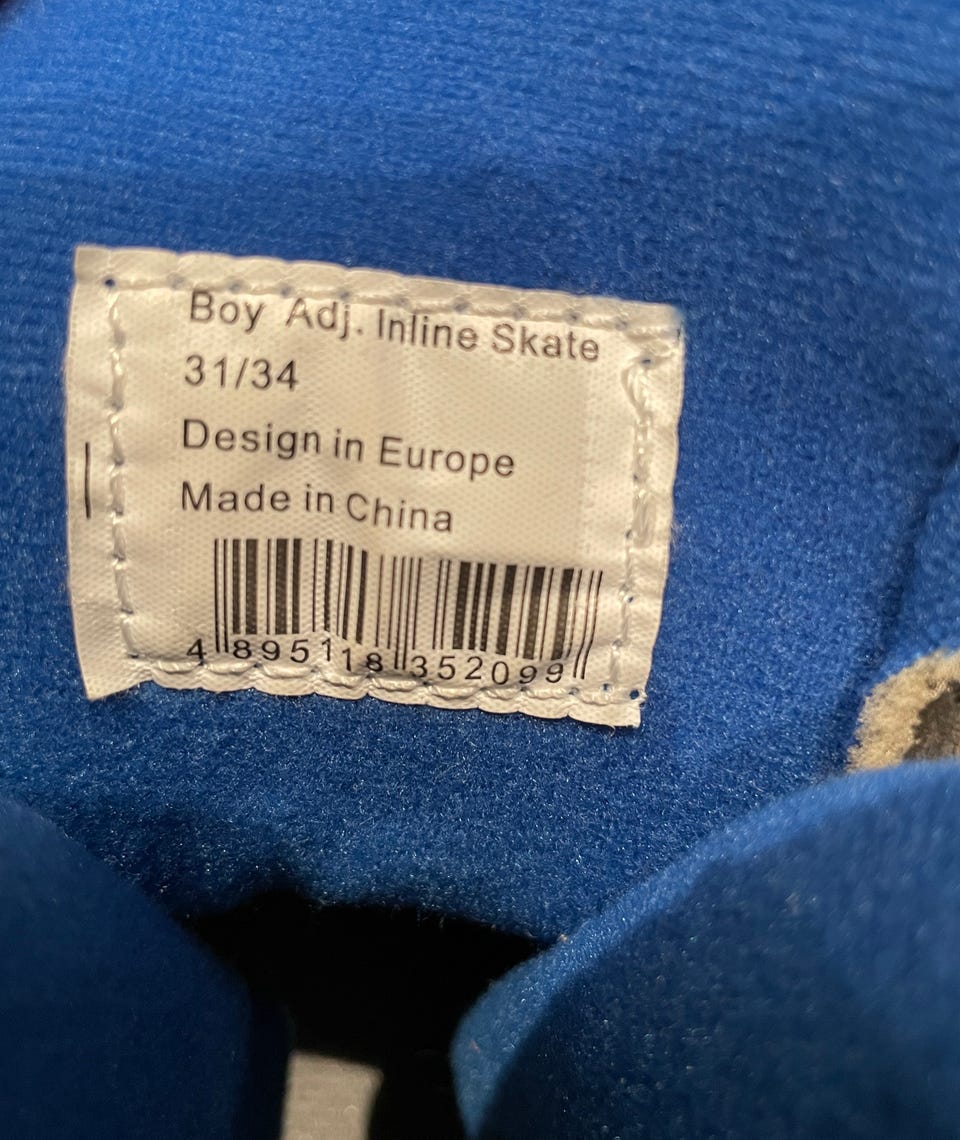 Boy Adj. Inline Skate
31/34
Design in Europe
Made in China
4 895118 352099